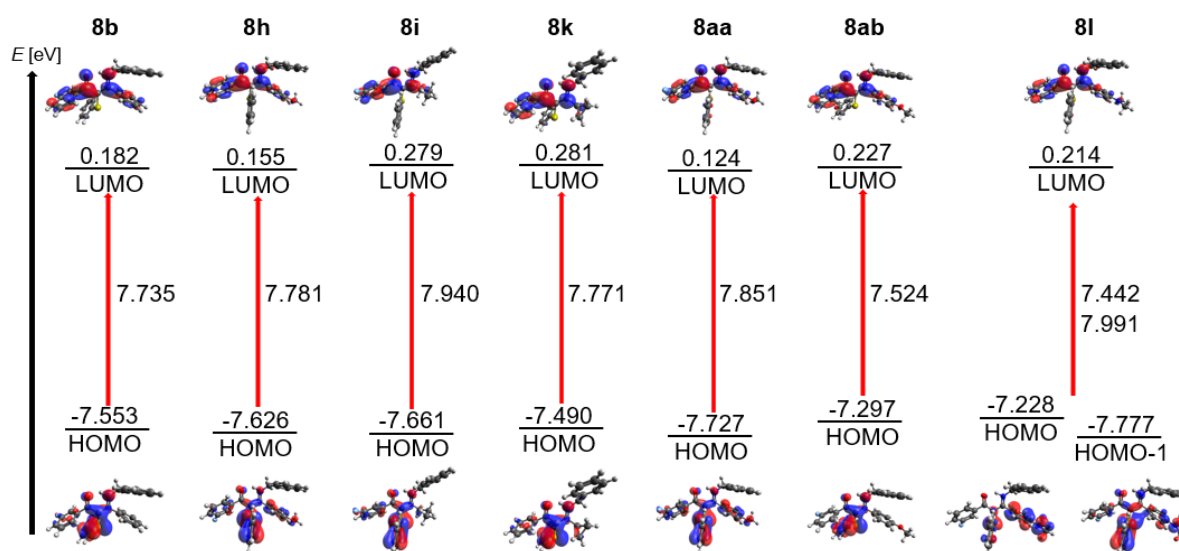 8b 8h 8i 8k 8aa 8ab 8l
E [eV]
0.182 0.155 0.279 0.281 0.124 0.227 0.214
LUMO LUMO LUMO LUMO LUMO LUMO LUMO
7.735 7.781 7.940 7.771 7.851 7.524 7.442
7.991
-7.553 -7.626 -7.661 -7.490 -7.727 -7.297 -7.228 -7.777
HOMO HOMO HOMO HOMO HOMO HOMO HOMO HOMO-1